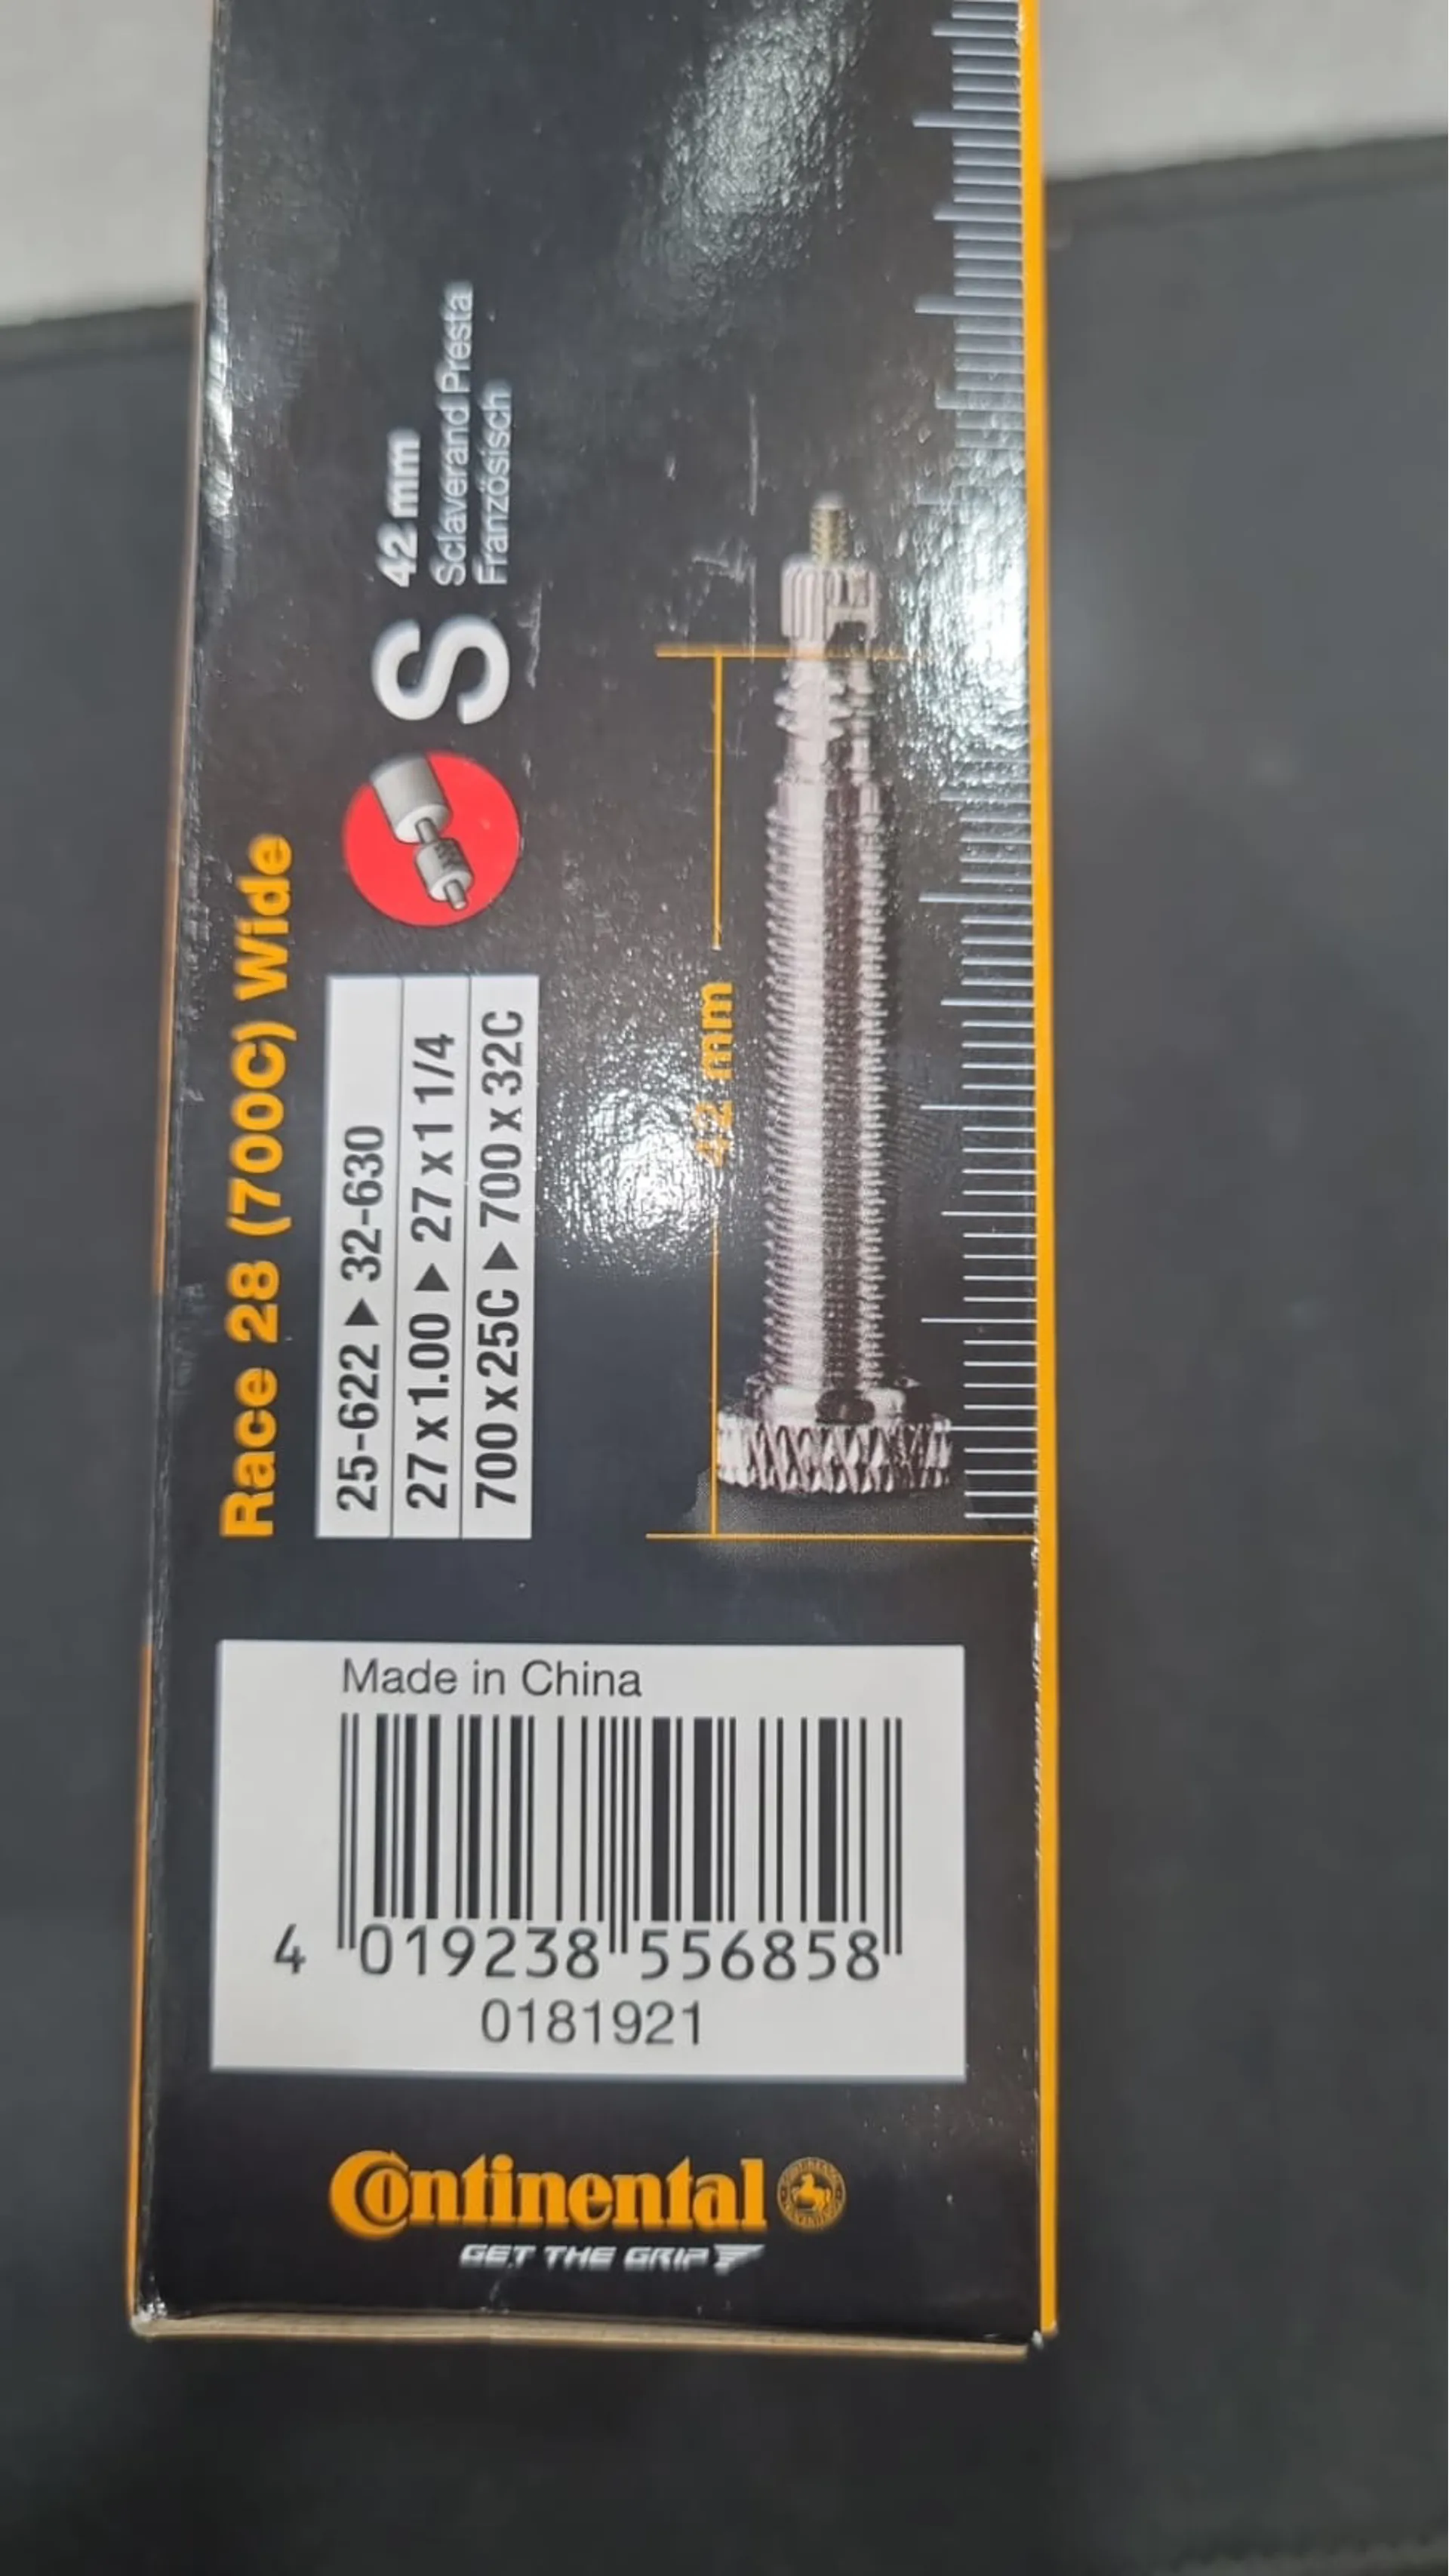 Race 28 (700C) Wide
25-622 ▶ 32-630
27 x 1.00 ▶ 27 x 1 1/4
700 x 25C ▶ 700 x 32C
S
42 mm
Sclaverand Presta
Französisch
42 mm
Made in China
4 019238 556858
0181921
Continental
GET THE GRIP